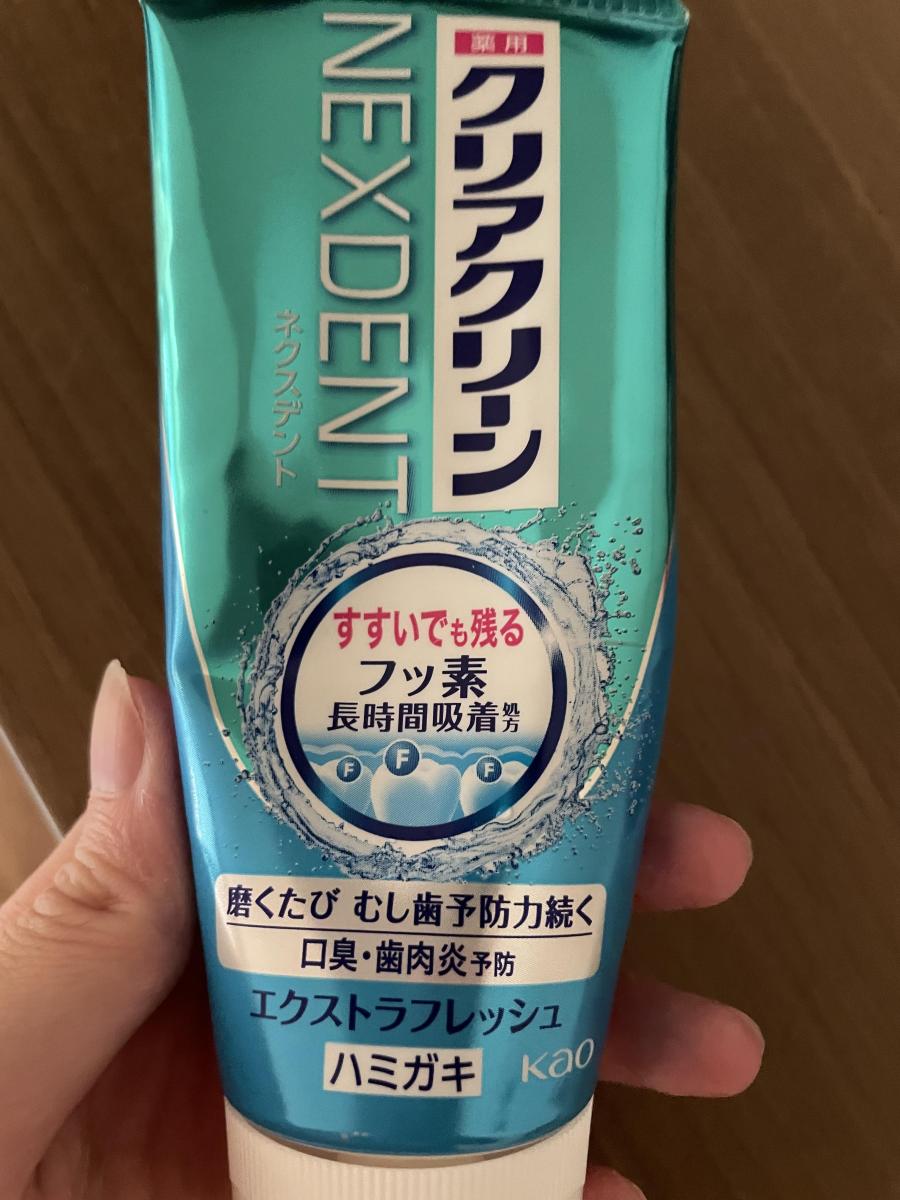 薬用
クリアクリーン
NEXDENT
ネクスデント
すすいでも残る
フッ素
長時間吸着処方
F F F
磨くたび むし歯予防力続く
口臭・歯肉炎予防
エクストラフレッシュ
ハミガキ
Kao